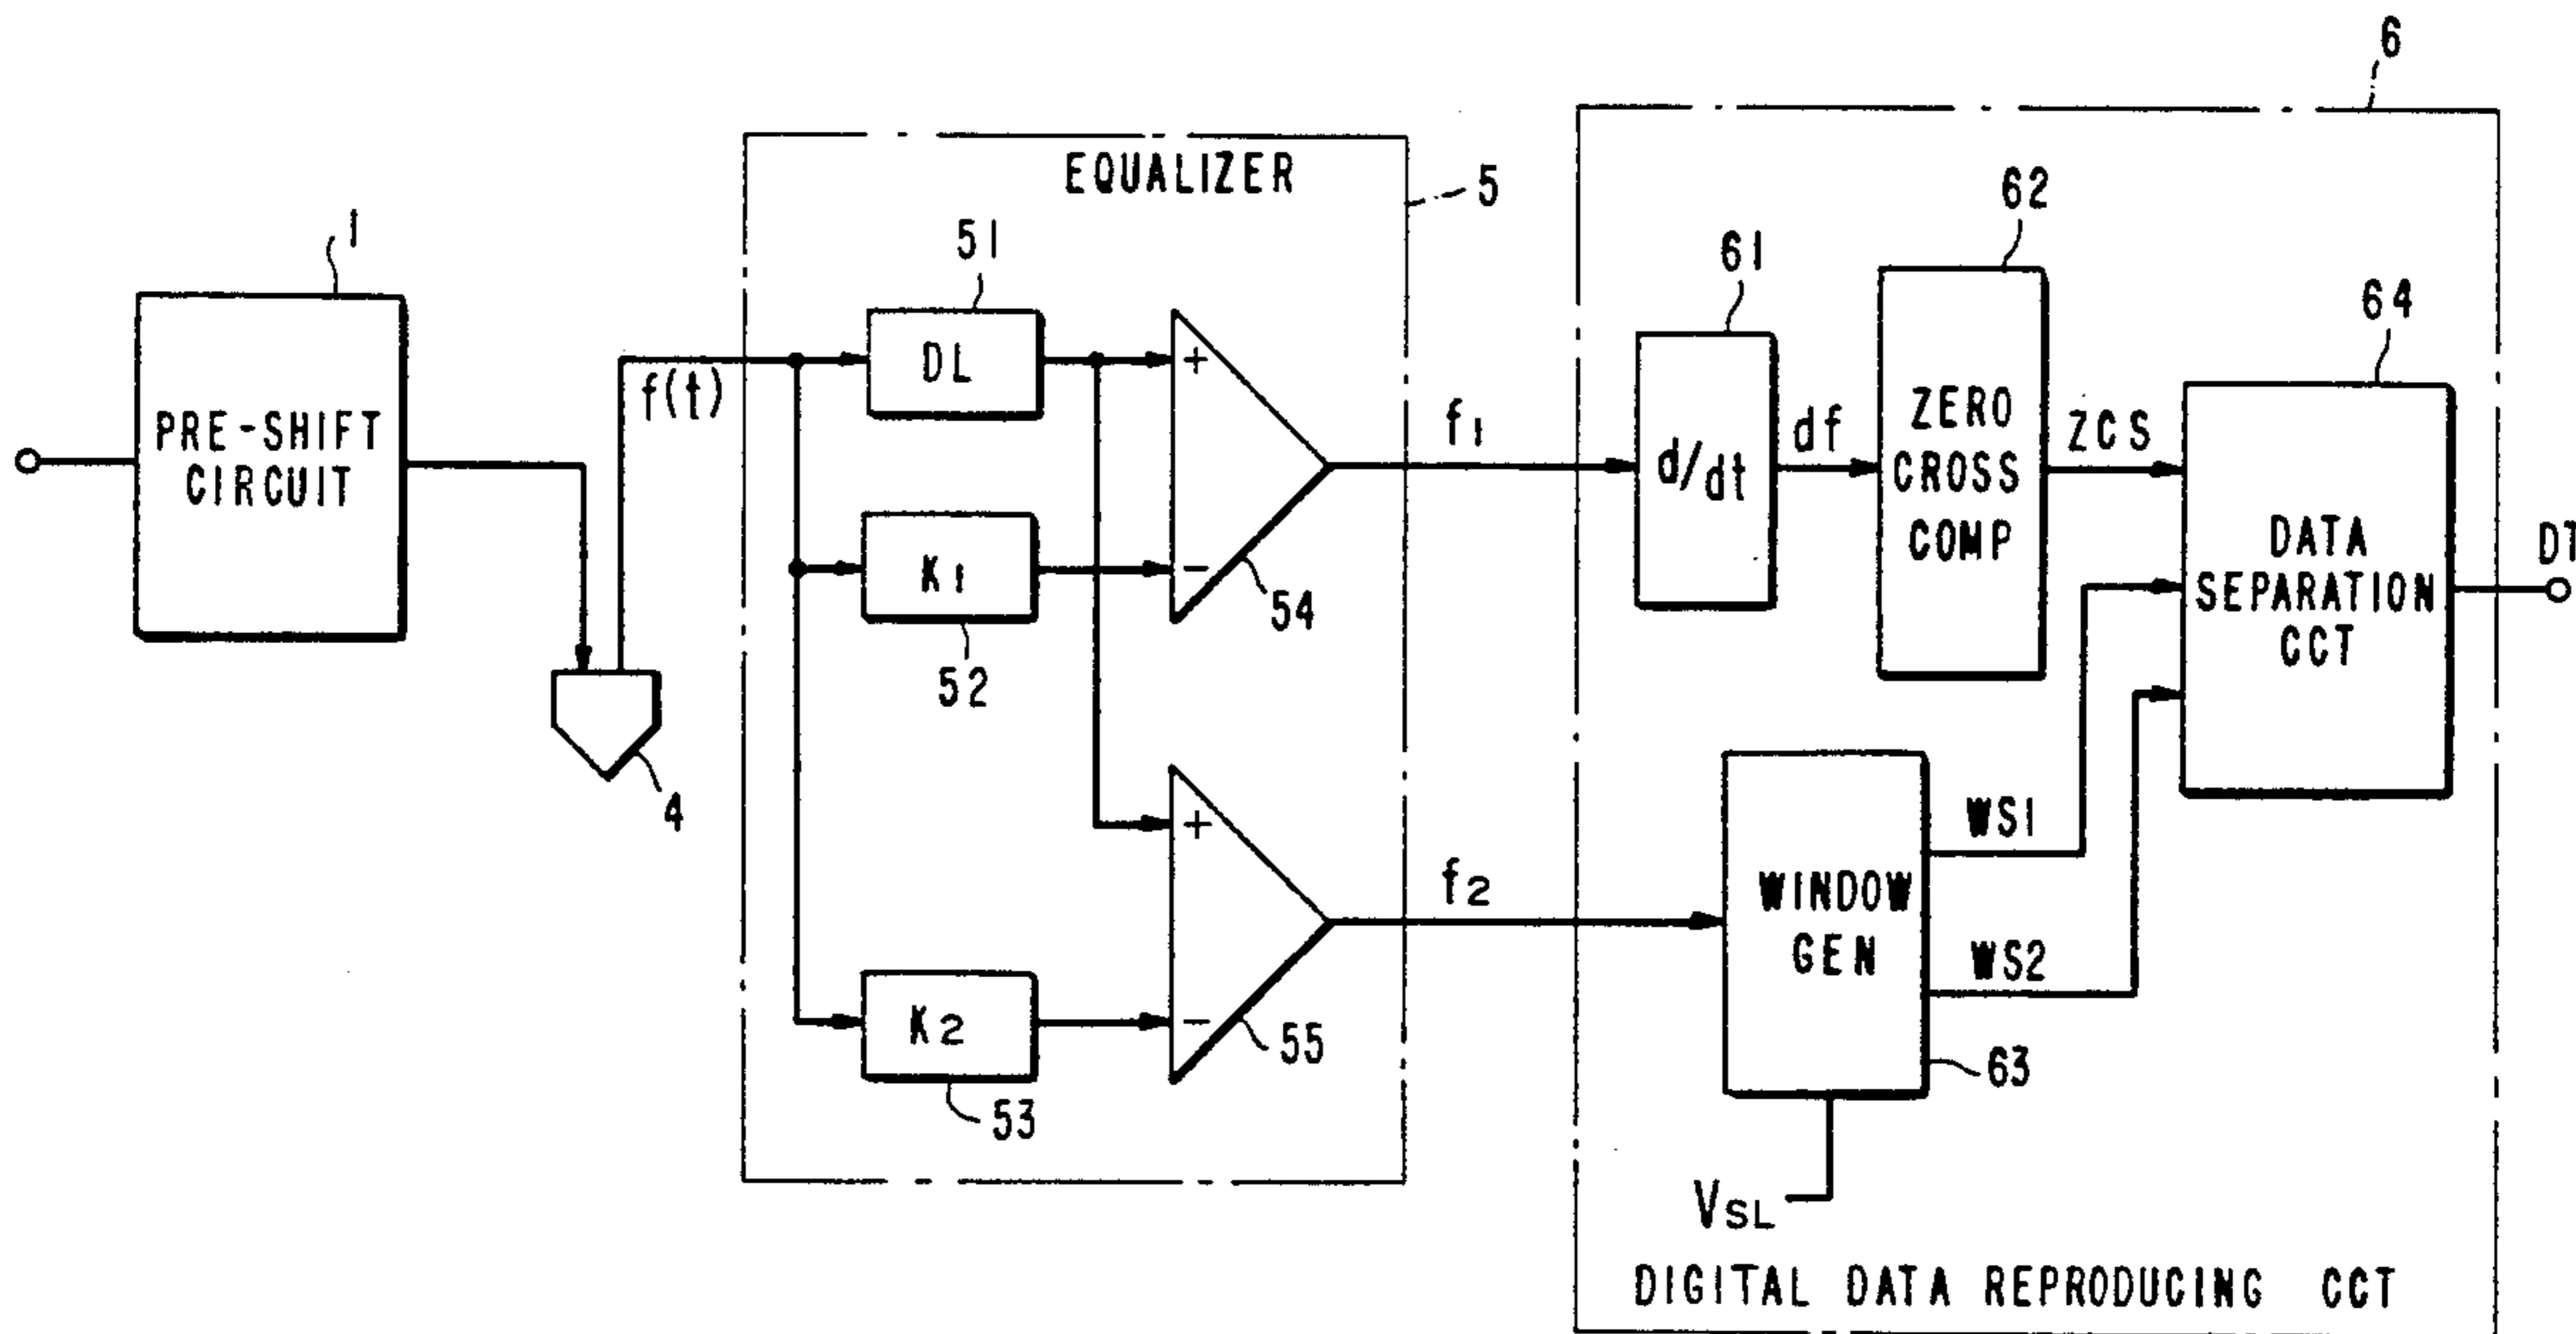 6
EQUALIZER
5
1
51
61
62
64
PRE-SHIFT
CIRCUIT
f(t)
DL
+
f1
d/dt
df
ZERO
CROSS
COMP
ZCS
DATA
SEPARATION
CCT
K1
−
52
54
4
+
f2
WINDOW
GEN
WS1
WS2
K2
−
53
55
63
VSL
DIGITAL DATA REPRODUCING CCT